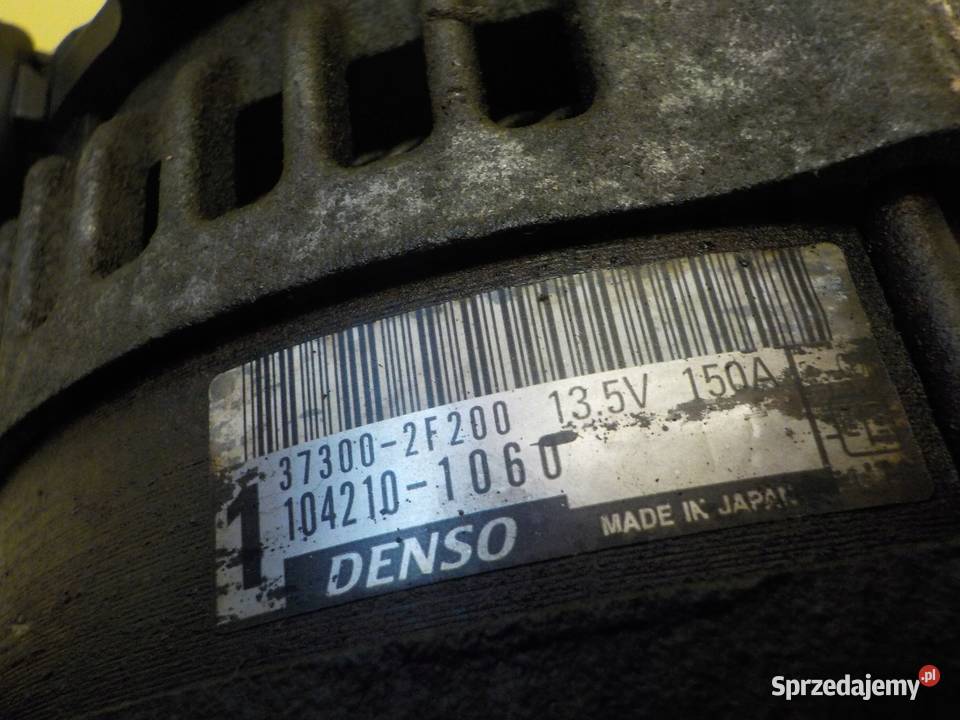 37300-2F200 13.5V 150A
104210-1060
1
DENSO MADE IN JAPAN
Sprzedajemy.pl